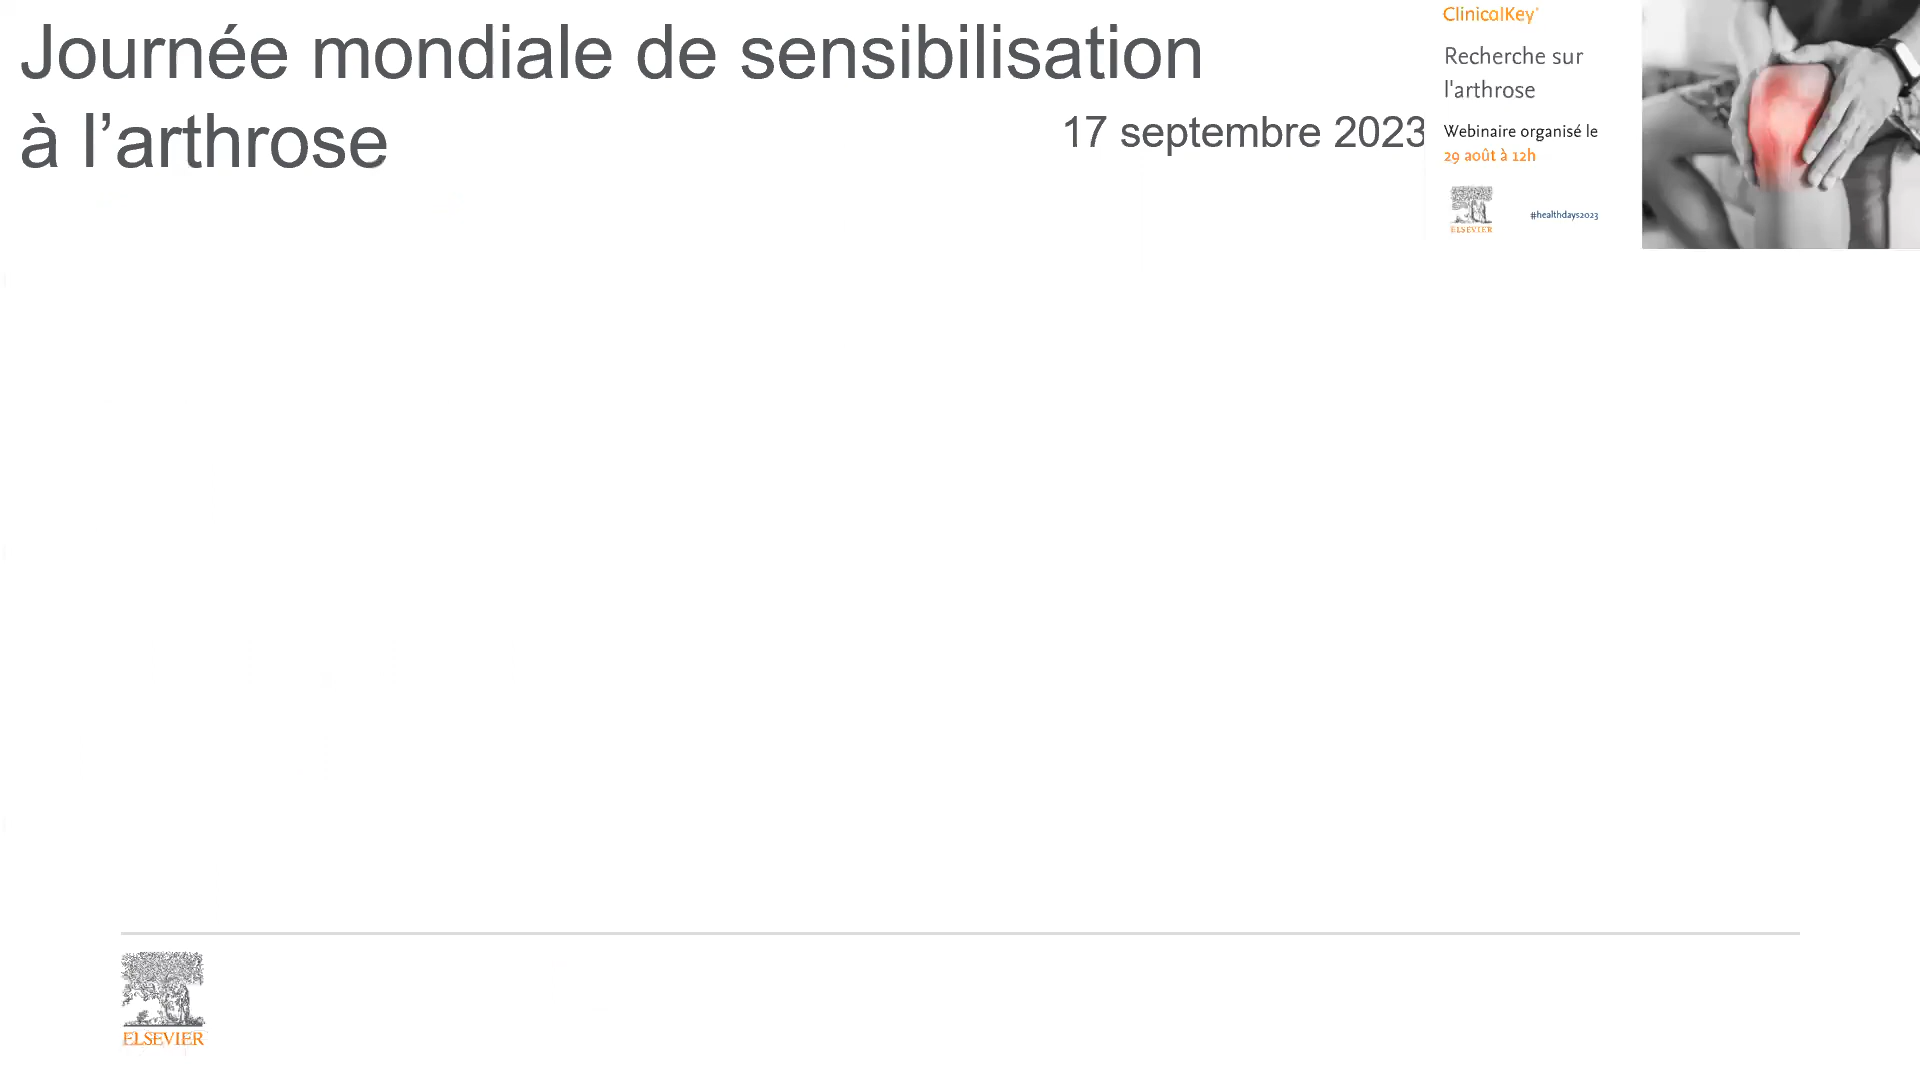 Journée mondiale de sensibilisation
à l’arthrose
17 septembre 2023
ClinicalKey®
Recherche sur
l'arthrose
Webinaire organisé le
29 août à 12h
ELSEVIER
#healthdays2023
ELSEVIER